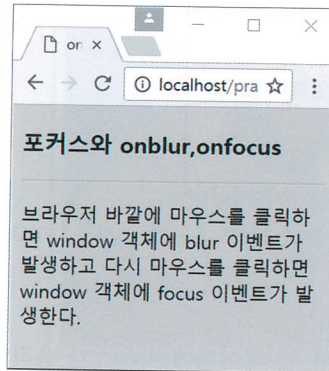 or
localhost/pra
포커스와 onblur,onfocus
브라우저 바깥에 마우스를 클릭하
면 window 객체에 blur 이벤트가
발생하고 다시 마우스를 클릭하면
window 객체에 focus 이벤트가 발
생한다.